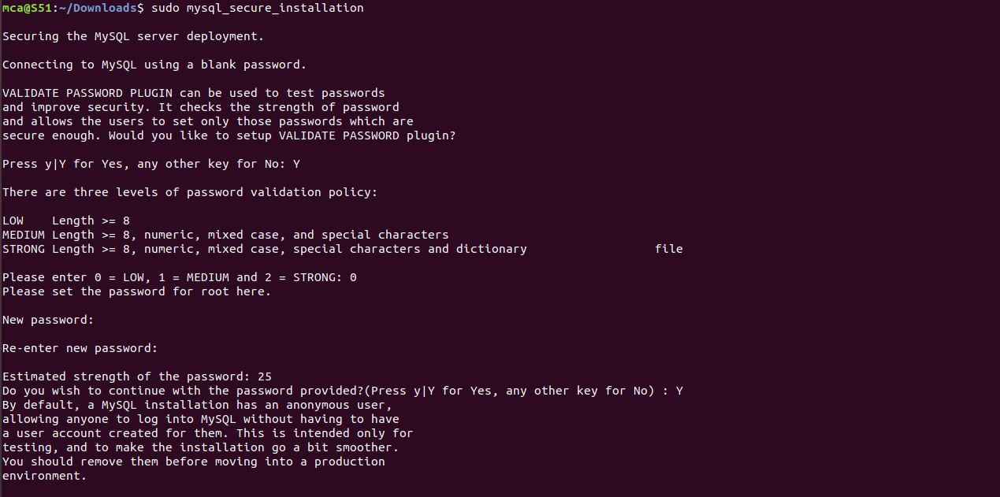 mca@S51:~/Downloads$ sudo mysql_secure_installation
Securing the MySQL server deployment.
Connecting to MySQL using a blank password.
VALIDATE PASSWORD PLUGIN can be used to test passwords
and improve security. It checks the strength of password
and allows the users to set only those passwords which are
secure enough. Would you like to setup VALIDATE PASSWORD plugin?
Press y|Y for Yes, any other key for No: Y
There are three levels of password validation policy:
LOW    Length >= 8
MEDIUM Length >= 8, numeric, mixed case, and special characters
STRONG Length >= 8, numeric, mixed case, special characters and dictionary                  file
Please enter 0 = LOW, 1 = MEDIUM and 2 = STRONG: 0
Please set the password for root here.
New password:
Re-enter new password:
Estimated strength of the password: 25
Do you wish to continue with the password provided?(Press y|Y for Yes, any other key for No) : Y
By default, a MySQL installation has an anonymous user,
allowing anyone to log into MySQL without having to have
a user account created for them. This is intended only for
testing, and to make the installation go a bit smoother.
You should remove them before moving into a production
environment.